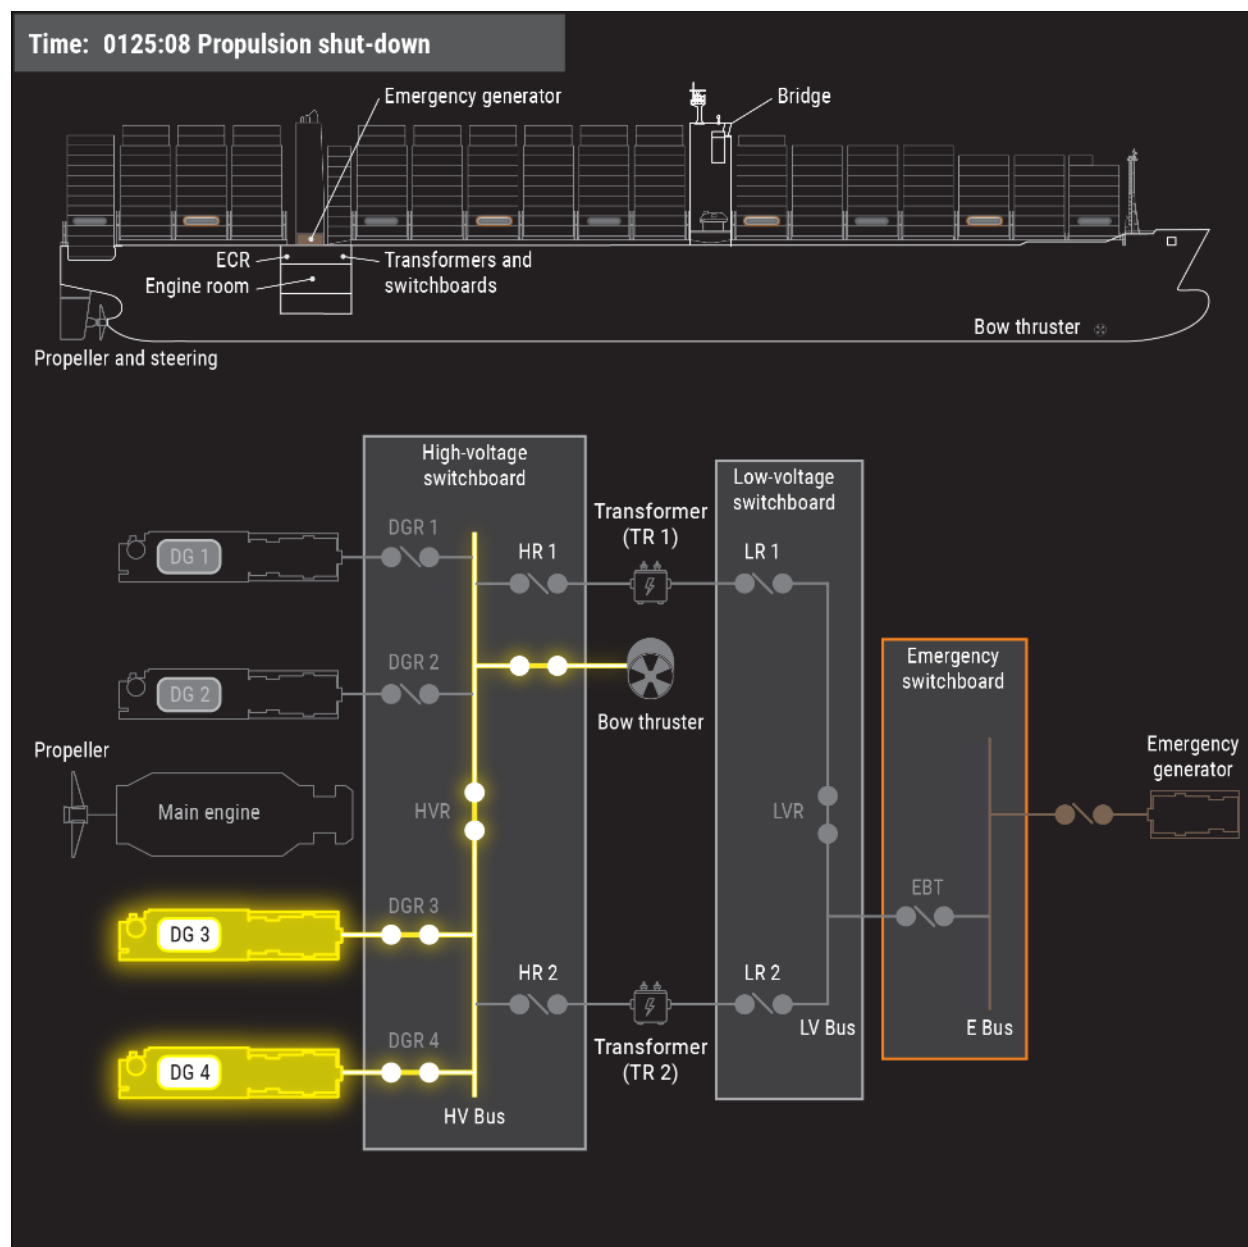 Time: 0125:08 Propulsion shut-down
Emergency generator
Bridge
ECR
Transformers and
switchboards
Engine room
Bow thruster
Propeller and steering
High-voltage
switchboard
Low-voltage
switchboard
Transformer
(TR 1)
DGR 1
HR 1
LR 1
DG 1
DGR 2
DG 2
Bow thruster
Emergency
switchboard
Propeller
Emergency
generator
Main engine
HVR
LVR
EBT
DGR 3
DG 3
HR 2
LR 2
LV Bus
E Bus
DGR 4
Transformer
(TR 2)
DG 4
HV Bus